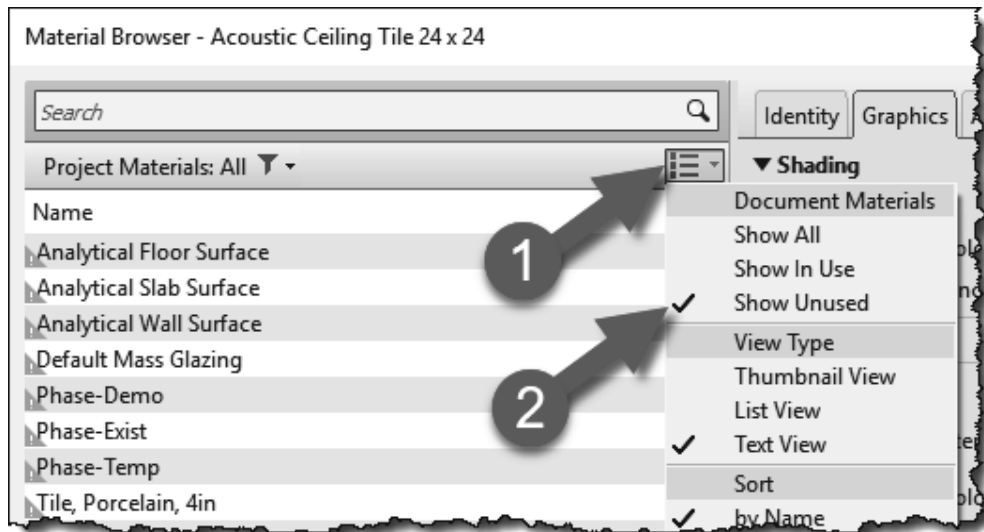 Material Browser - Acoustic Ceiling Tile 24 x 24
Search
Identity Graphics
Project Materials: All
Shading
Name
Analytical Floor Surface
Analytical Slab Surface
Analytical Wall Surface
Default Mass Glazing
Phase-Demo
Phase-Exist
Phase-Temp
Tile, Porcelain, 4in
1
2
Document Materials
Show All
Show In Use
Show Unused
View Type
Thumbnail View
List View
Text View
Sort
by Name